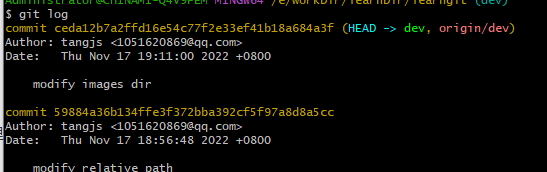 $ git log
commit ceda12b7a2ffd16e54c77f2e33ef41b18a684a3f (HEAD -> dev, origin/dev)
Author: tangjs <1051620869@qq.com>
Date:   Thu Nov 17 19:11:00 2022 +0800
    modify images dir
commit 59884a36b134ffe3f372bba392cf5f97a8d8a5cc
Author: tangjs <1051620869@qq.com>
Date:   Thu Nov 17 18:56:48 2022 +0800
    modify relative path